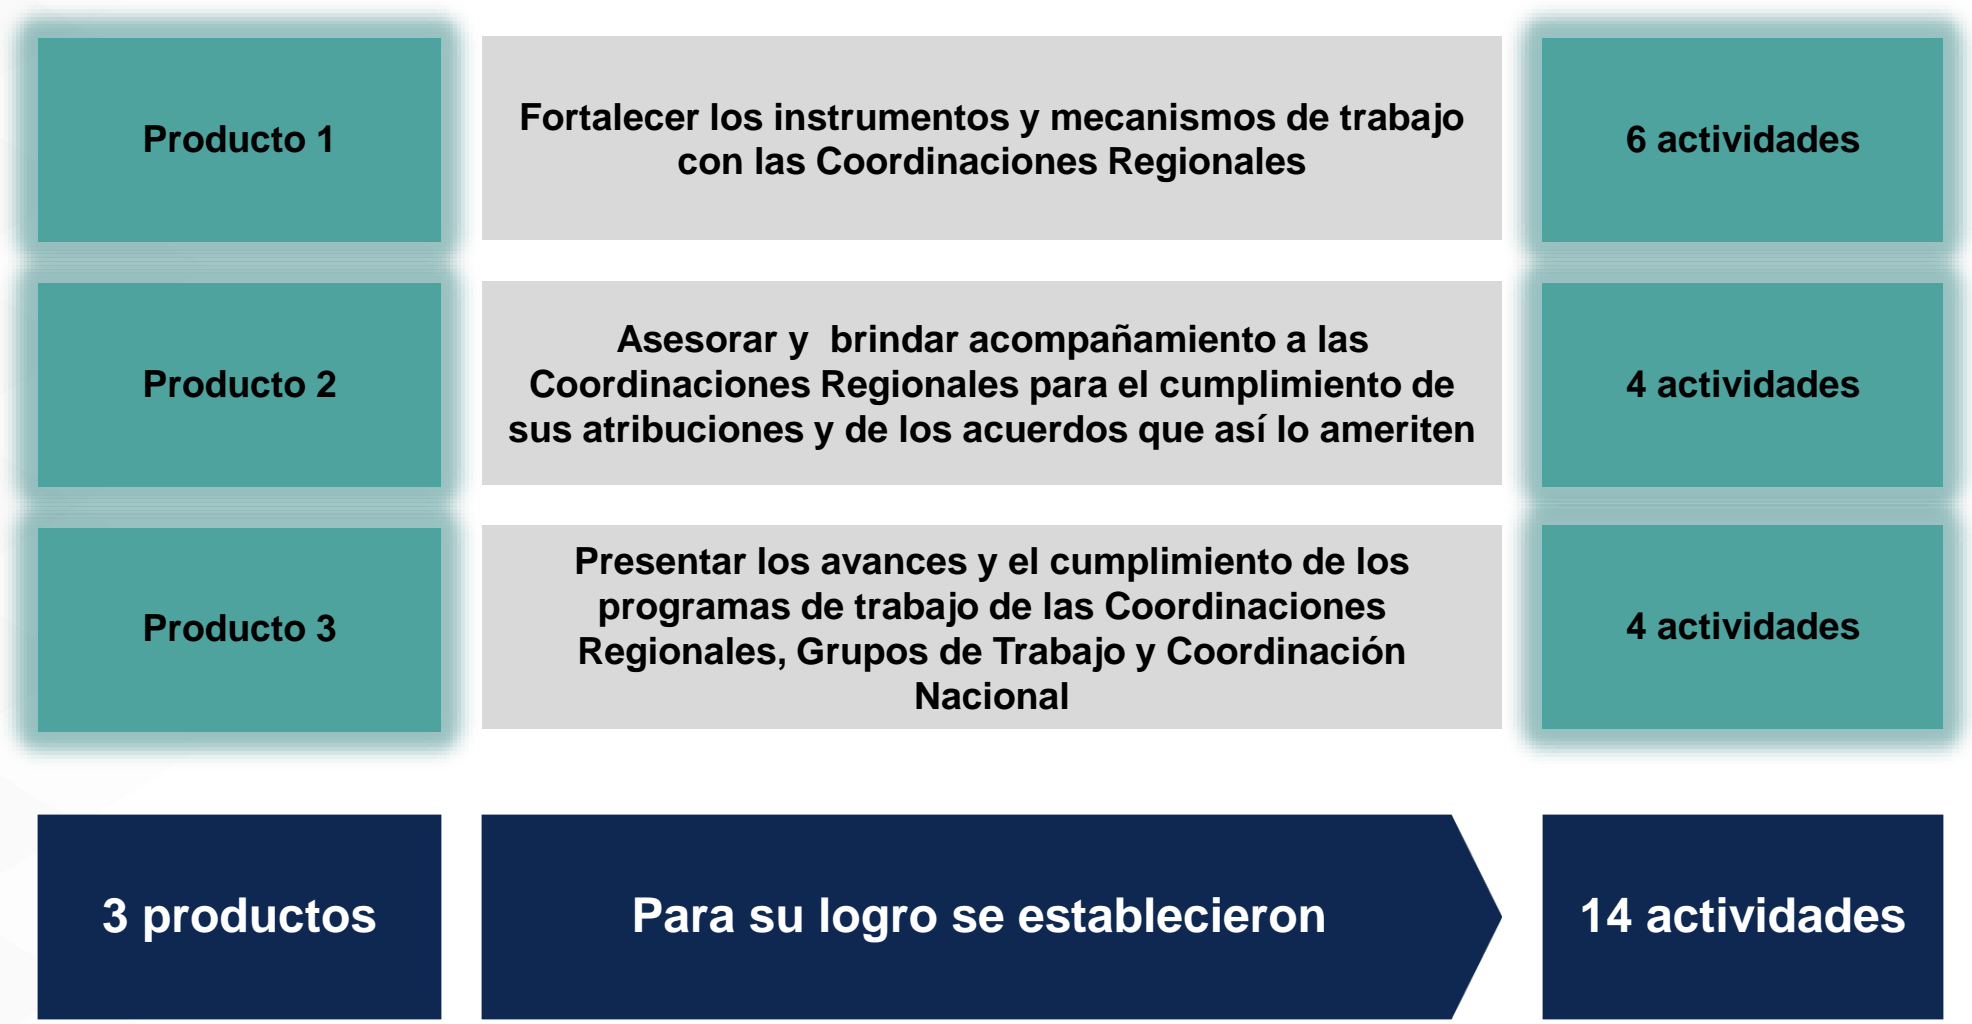 Producto 1
Fortalecer los instrumentos y mecanismos de trabajo
con las Coordinaciones Regionales
6 actividades
Producto 2
Asesorar y  brindar acompañamiento a las
Coordinaciones Regionales para el cumplimiento de
sus atribuciones y de los acuerdos que así lo ameriten
4 actividades
Producto 3
Presentar los avances y el cumplimiento de los
programas de trabajo de las Coordinaciones
Regionales, Grupos de Trabajo y Coordinación
Nacional
4 actividades
3 productos
Para su logro se establecieron
14 actividades